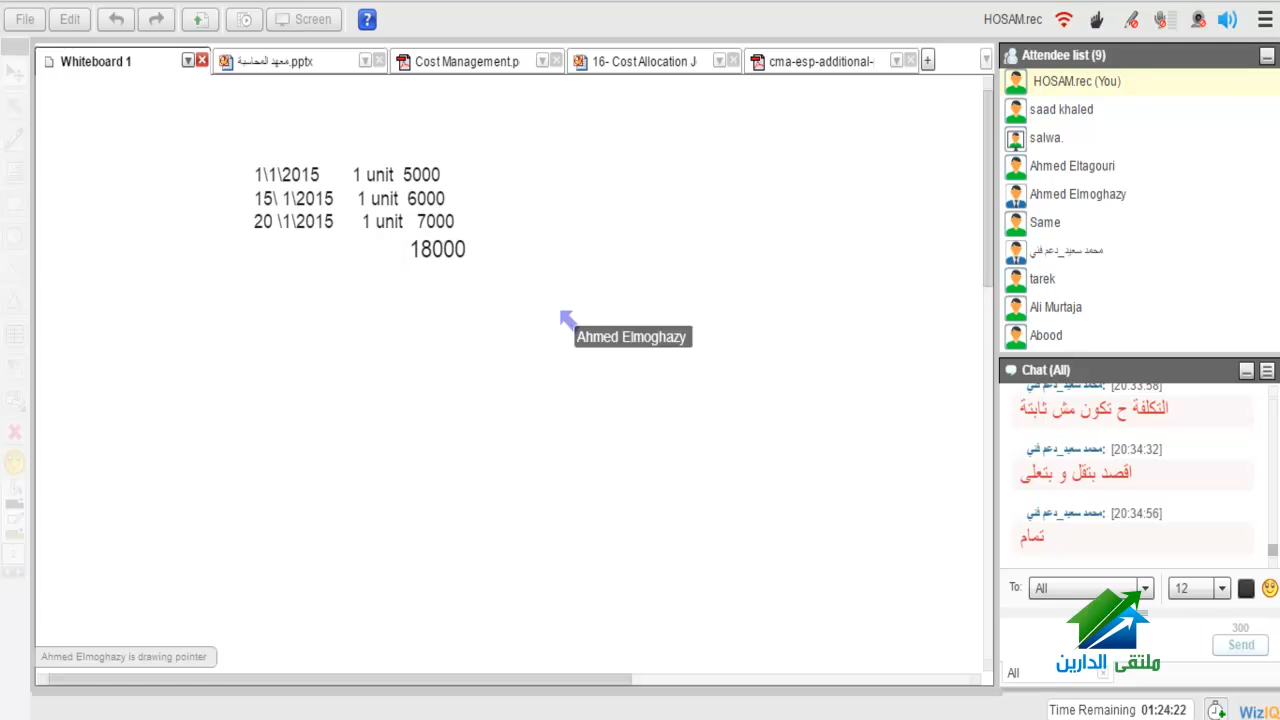 File
Edit
Screen
?
HOSAM.rec
Whiteboard 1
معهد المحاسبة.pptx
Cost Management.p
16- Cost Allocation J
cma-esp-additional-
+
1\1\2015 1 unit 5000
15\ 1\2015 1 unit 6000
20 \1\2015 1 unit 7000
18000
Ahmed Elmoghazy
Ahmed Elmoghazy is drawing pointer
Attendee list (9)
HOSAM.rec (You)
saad khaled
salwa.
Ahmed Eltagouri
Ahmed Elmoghazy
Same
محمد سعيد_دعم فني
tarek
Ali Murtaja
Abood
Chat (All)
محمد سعيد_دعم فني: [20:33:58]
التكلفة ح تكون مش ثابتة
محمد سعيد_دعم فني: [20:34:32]
اقصد بتقل و بتعلى
محمد سعيد_دعم فني: [20:34:56]
تمام
To: All 12
300
Send
ملتقى الدارين
All
Time Remaining 01:24:22
WizIQ